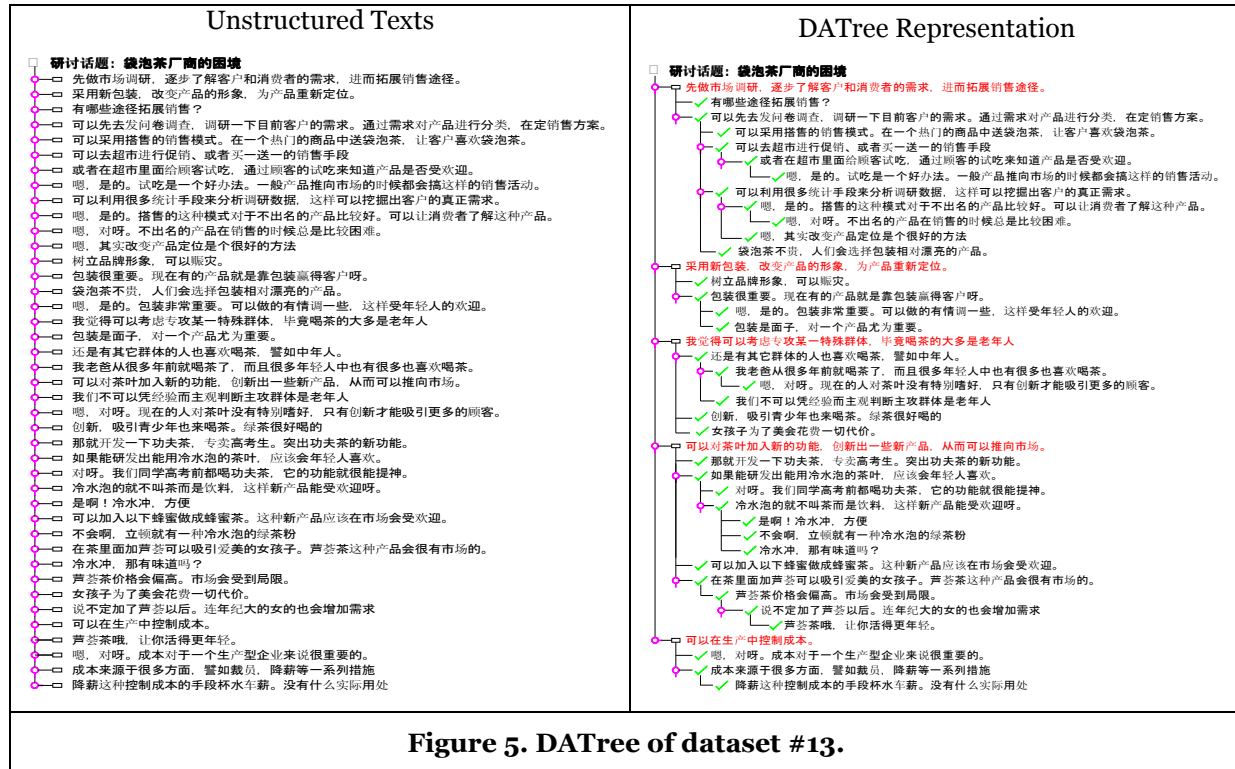 Unstructured Texts
研讨话题：袋泡茶厂商的困境
先做市场调研，逐步了解客户和消费者的需求，进而拓展销售途径。
采用新包装，改变产品的形象，为产品重新定位。
有哪些途径拓展销售？
可以先去发问卷调查，调研一下目前客户的需求。通过需求对产品进行分类，在定销售方案。
可以采用搭售的销售模式。在一个热门的商品中送袋泡茶，让客户喜欢袋泡茶。
可以去超市进行促销、或者买一送一的销售手段
或者在超市里面给顾客试吃，通过顾客的试吃来知道产品是否受欢迎。
嗯，是的。试吃是一个好办法。一般产品推向市场的时候都会搞这样的销售活动。
可以利用很多统计手段来分析调研数据，这样可以挖掘出客户的真正需求。
嗯，是的。搭售的这种模式对于不出名的产品比较好。可以让消费者了解这种产品。
嗯，对呀。不出名的产品在销售的时候总是比较困难。
嗯，其实改变产品定位是个很好的方法
树立品牌形象，可以赈灾。
包装很重要。现在有的产品就是靠包装赢得客户呀。
袋泡茶不贵，人们会选择包装相对漂亮的产品。
嗯，是的。包装非常重要。可以做的有情调一些，这样受年轻人的欢迎。
我觉得可以考虑专攻某一特殊群体，毕竟喝茶的大多是老年人
包装是面子，对一个产品尤为重要。
还是有其它群体的人也喜欢喝茶，譬如中年人。
我老爸从很多年前就喝茶了，而且很多年轻人中也有很多也喜欢喝茶。
可以对茶叶加入新的功能，创新出一些新产品，从而可以推向市场。
我们不可以凭经验而主观判断主攻群体是老年人
嗯，对呀。现在的人对茶叶没有特别嗜好，只有创新才能吸引更多的顾客。
创新，吸引青少年也来喝茶。绿茶很好喝的
那就开发一下功夫茶，专卖高考生。突出功夫茶的新功能。
如果能研发出能用冷水泡的茶叶，应该会年轻人喜欢。
对呀。我们同学高考前都喝功夫茶，它的功能就很能提神。
冷水泡的就不叫茶而是饮料，这样新产品能受欢迎呀。
是啊！冷水冲，方便
可以加入以下蜂蜜做成蜂蜜茶。这种新产品应该在市场会受欢迎。
不会啊，立顿就有一种冷水泡的绿茶粉
在茶里面加芦荟可以吸引爱美的女孩子。芦荟茶这种产品会很有市场的。
冷水冲，那有味道吗？
芦荟茶价格会偏高。市场会受到局限。
女孩子为了美会花费一切代价。
说不定加了芦荟以后。连年纪大的女的也会增加需求
可以在生产中控制成本。
芦荟茶哦，让你活得更年轻。
嗯，对呀。成本对于一个生产型企业来说很重要的。
成本来源于很多方面，譬如裁员，降薪等一系列措施
降薪这种控制成本的手段杯水车薪。没有什么实际用处
DATree Representation
研讨话题：袋泡茶厂商的困境
先做市场调研，逐步了解客户和消费者的需求，进而拓展销售途径。
有哪些途径拓展销售？
可以先去发问卷调查，调研一下目前客户的需求。通过需求对产品进行分类，在定销售方案。
可以采用搭售的销售模式。在一个热门的商品中送袋泡茶，让客户喜欢袋泡茶。
可以去超市进行促销、或者买一送一的销售手段
或者在超市里面给顾客试吃，通过顾客的试吃来知道产品是否受欢迎。
嗯，是的。试吃是一个好办法。一般产品推向市场的时候都会搞这样的销售活动。
可以利用很多统计手段来分析调研数据，这样可以挖掘出客户的真正需求。
嗯，是的。搭售的这种模式对于不出名的产品比较好。可以让消费者了解这种产品。
嗯，对呀。不出名的产品在销售的时候总是比较困难。
嗯，其实改变产品定位是个很好的方法
袋泡茶不贵，人们会选择包装相对漂亮的产品。
采用新包装，改变产品的形象，为产品重新定位。
树立品牌形象，可以赈灾。
包装很重要。现在有的产品就是靠包装赢得客户呀。
嗯，是的。包装非常重要。可以做的有情调一些，这样受年轻人的欢迎。
包装是面子，对一个产品尤为重要。
我觉得可以考虑专攻某一特殊群体，毕竟喝茶的大多是老年人
还是有其它群体的人也喜欢喝茶，譬如中年人。
我老爸从很多年前就喝茶了，而且很多年轻人中也有很多也喜欢喝茶。
嗯，对呀。现在的人对茶叶没有特别嗜好，只有创新才能吸引更多的顾客。
我们不可以凭经验而主观判断主攻群体是老年人
创新，吸引青少年也来喝茶。绿茶很好喝的
女孩子为了美会花费一切代价。
可以对茶叶加入新的功能，创新出一些新产品，从而可以推向市场。
那就开发一下功夫茶，专卖高考生。突出功夫茶的新功能。
如果能研发出能用冷水泡的茶叶，应该会年轻人喜欢。
对呀。我们同学高考前都喝功夫茶，它的功能就很能提神。
冷水泡的就不叫茶而是饮料，这样新产品能受欢迎呀。
是啊！冷水冲，方便
不会啊，立顿就有一种冷水泡的绿茶粉
冷水冲，那有味道吗？
可以加入以下蜂蜜做成蜂蜜茶。这种新产品应该在市场会受欢迎。
在茶里面加芦荟可以吸引爱美的女孩子。芦荟茶这种产品会很有市场的。
芦荟茶价格会偏高。市场会受到局限。
说不定加了芦荟以后。连年纪大的女的也会增加需求
芦荟茶哦，让你活得更年轻。
可以在生产中控制成本。
嗯，对呀。成本对于一个生产型企业来说很重要的。
成本来源于很多方面，譬如裁员，降薪等一系列措施
降薪这种控制成本的手段杯水车薪。没有什么实际用处
Figure 5. DATree of dataset #13.